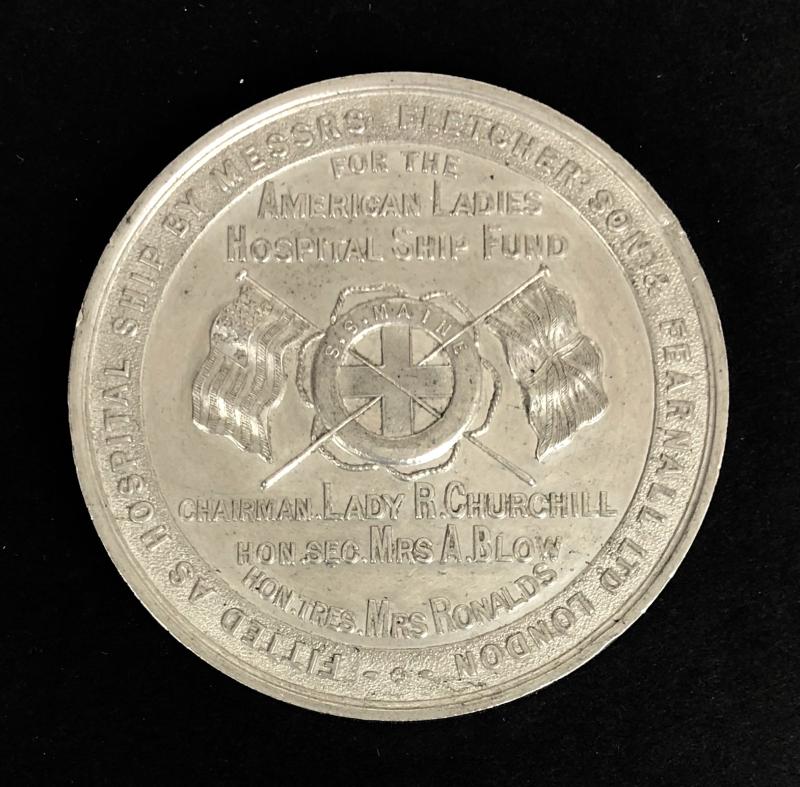 FITTED AS HOSPITAL SHIP BY MESSRS FLETCHER, SON & FEARNALL LTD LONDON
FOR THE
AMERICAN LADIES
HOSPITAL SHIP FUND
S.S. MAINE
CHAIRMAN. LADY R. CHURCHILL
HON. SEC. MRS A. BLOW
HON. TRES. MRS RONALDS